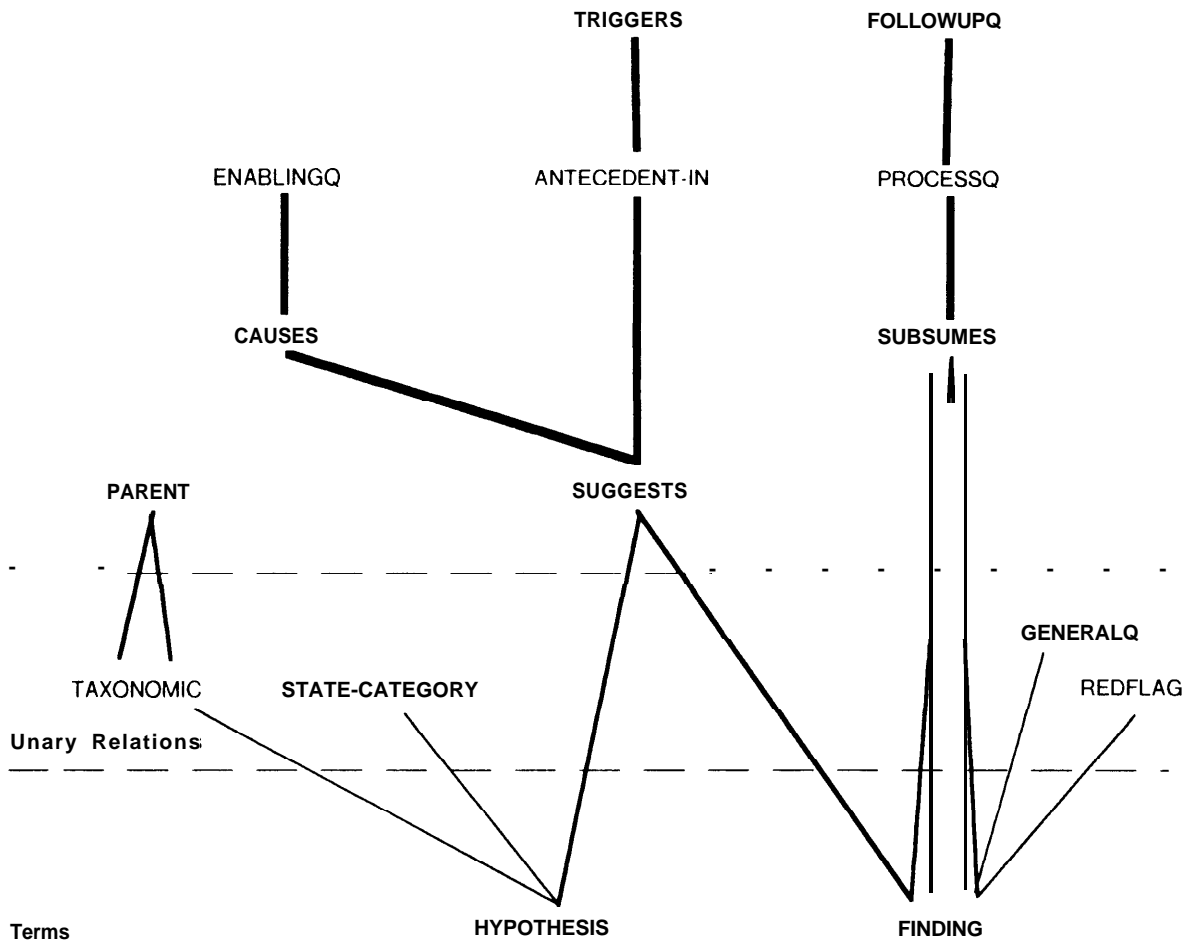 TRIGGERS FOLLOWUPQ
ENABLINGQ ANTECEDENT-IN PROCESSQ
CAUSES SUBSUMES
PARENT SUGGESTS
GENERALQ
TAXONOMIC STATE-CATEGORY REDFLAG
Unary Relations
HYPOTHESIS FINDING
Terms